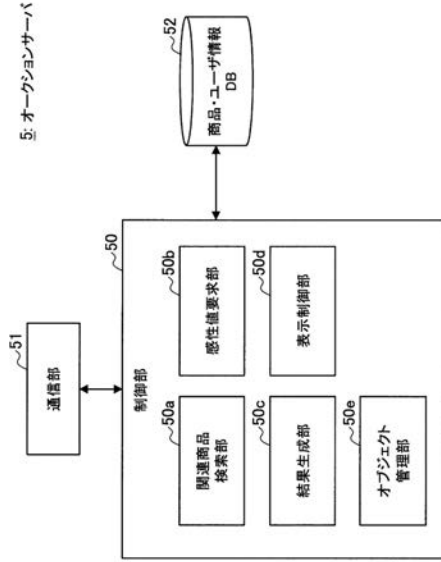 5: オークションサーバ
51
通信部
50
制御部
50a
関連商品
検索部
50b
感性値要求部
50c
結果生成部
50d
表示制御部
50e
オブジェクト
管理部
52
商品・ユーザ情報
DB